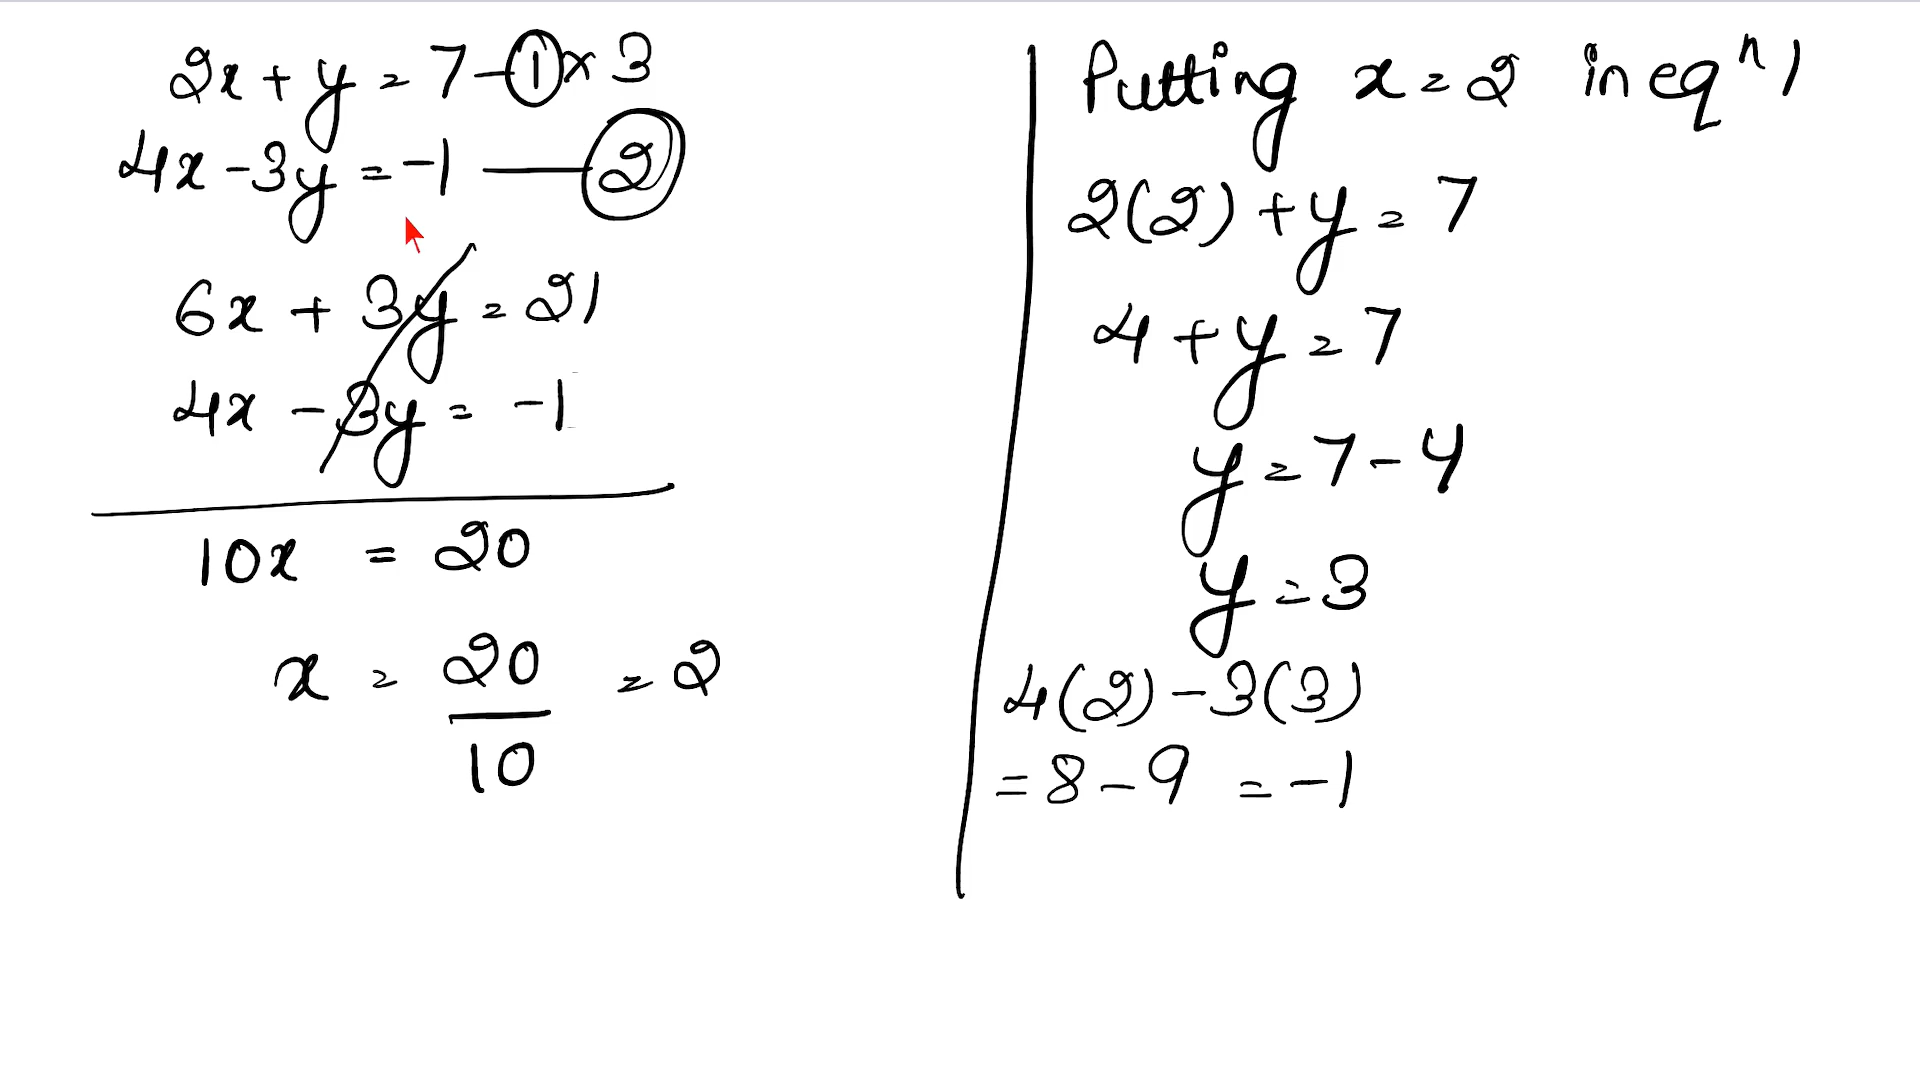 2x + y = 7 — ① × 3
4x - 3y = -1 — ②
6x + 3y = 21
4x - 3y = -1
10x = 20
x = 20/10 = 2
Putting x = 2 in eqⁿ 1
2(2) + y = 7
4 + y = 7
y = 7 - 4
y = 3
4(2) - 3(3)
= 8 - 9 = -1